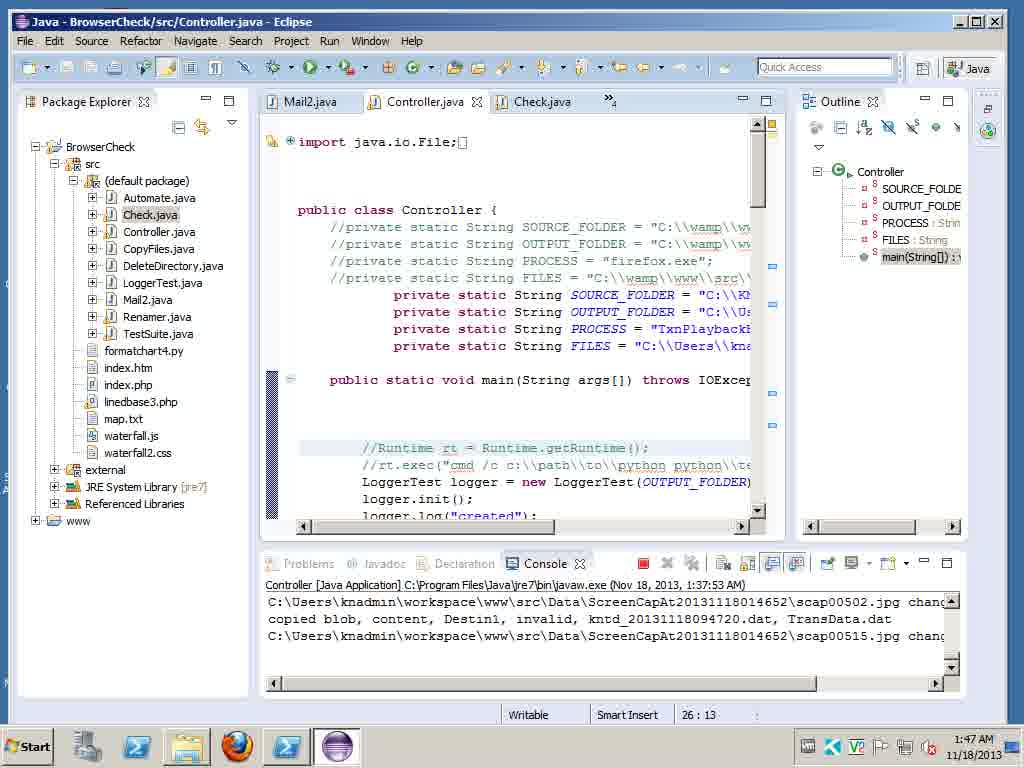 Java - BrowserCheck/src/Controller.java - Eclipse
File Edit Source Refactor Navigate Search Project Run Window Help
Quick Access
Java
Package Explorer
BrowserCheck
src
(default package)
Automate.java
Check.java
Controller.java
CopyFiles.java
DeleteDirectory.java
LoggerTest.java
Mail2.java
Renamer.java
TestSuite.java
formatchart4.py
index.htm
index.php
linedbase3.php
map.txt
waterfall.js
waterfall2.css
external
JRE System Library [jre7]
Referenced Libraries
www
Mail2.java Controller.java Check.java »4
import java.io.File;
public class Controller {
//private static String SOURCE_FOLDER = "C:\\wamp\\ww
//private static String OUTPUT_FOLDER = "C:\\wamp\\ww
//private static String PROCESS = "firefox.exe";
//private static String FILES = "C:\\wamp\\www\\src\\
private static String SOURCE_FOLDER = "C:\\KN
private static String OUTPUT_FOLDER = "C:\\Us
private static String PROCESS = "TxnPlaybackE
private static String FILES = "C:\\Users\\kna
public static void main(String args[]) throws IOExcep
//Runtime rt = Runtime.getRuntime();
//rt.exec("cmd /c c:\\path\\to\\python python\\te
LoggerTest logger = new LoggerTest(OUTPUT_FOLDER)
logger.init();
logger.log("created");
Outline
Controller
S SOURCE_FOLDE
S OUTPUT_FOLDE
S PROCESS : Strin
S FILES : String
S main(String[]) : v
Problems Javadoc Declaration Console
Controller [Java Application] C:\Program Files\Java\jre7\bin\javaw.exe (Nov 18, 2013, 1:37:53 AM)
C:\Users\knadmin\workspace\www\src\Data\ScreenCapAt20131118014652\scap00502.jpg chang
copied blob, content, Destin1, invalid, kntd_20131118094720.dat, TransData.dat
C:\Users\knadmin\workspace\www\src\Data\ScreenCapAt20131118014652\scap00515.jpg chang
Writable Smart Insert 26 : 13
Start
1:47 AM
11/18/2013